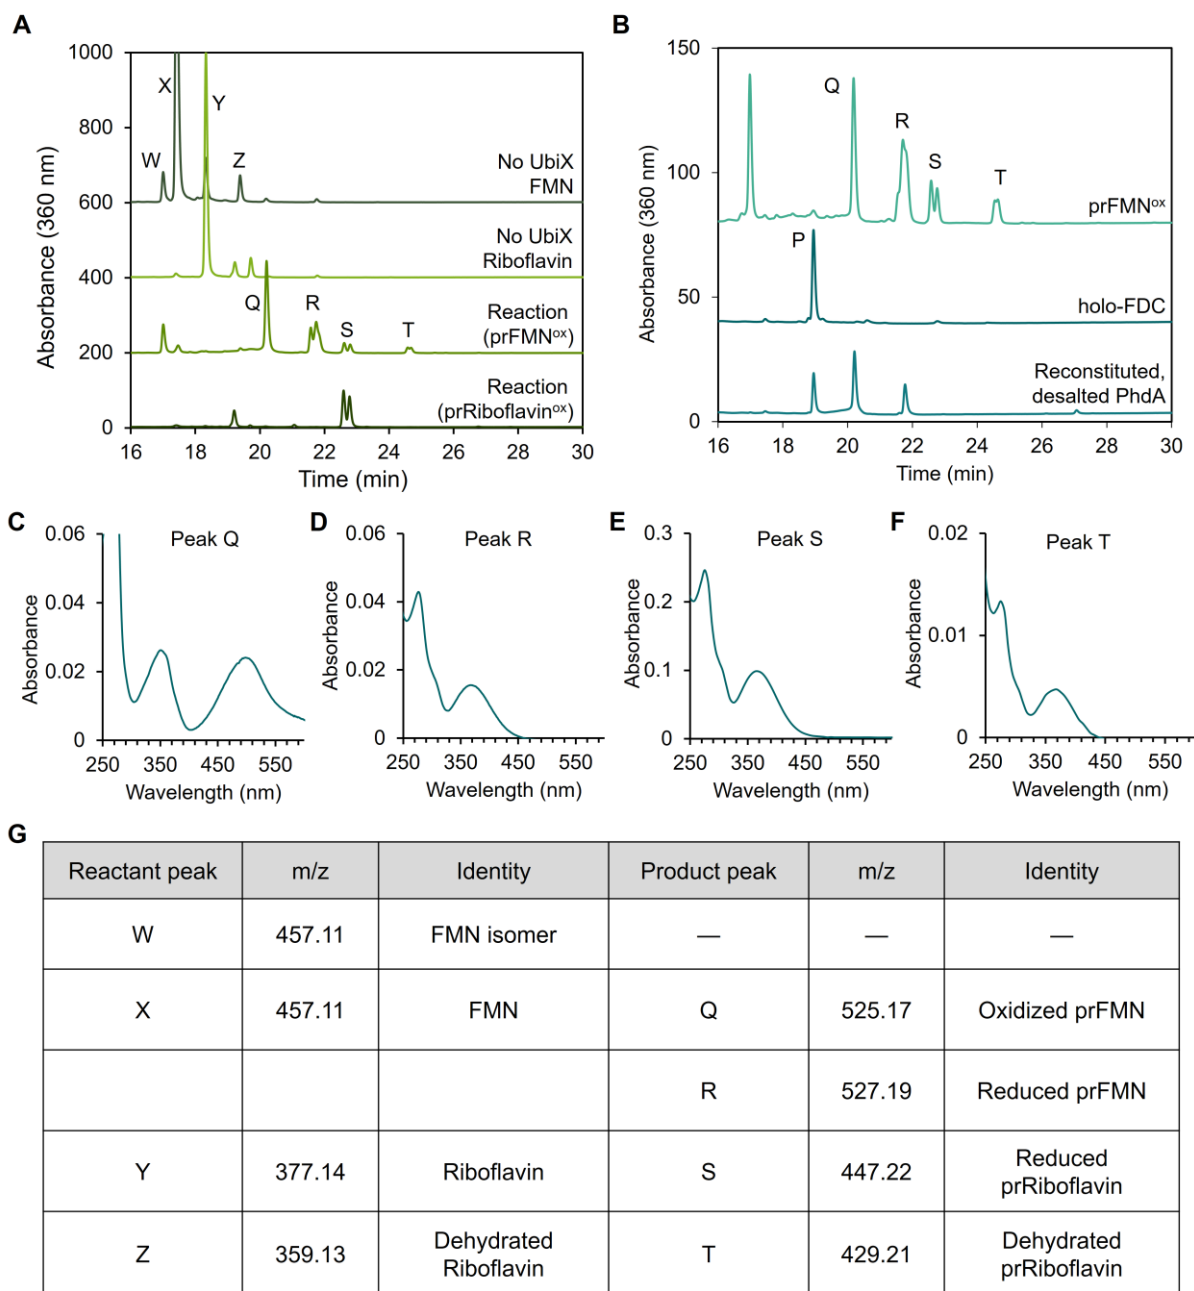 A
1000
800
600
400
200
0
Absorbance (360 nm)
X
Y
W
Z
No UbiX
FMN
No UbiX
Riboflavin
Q
R
S
T
Reaction
(prFMNᵒˣ)
Reaction
(prRiboflavinᵒˣ)
16 18 20 22 24 26 28 30
Time (min)
B
150
100
50
0
Absorbance (360 nm)
Q
R
S
T
prFMNᵒˣ
P
holo-FDC
Reconstituted,
desalted PhdA
16 18 20 22 24 26 28 30
Time (min)
C
Peak Q
0.06
0.04
0.02
0
Absorbance
250 350 450 550
Wavelength (nm)
D
Peak R
0.06
0.04
0.02
0
Absorbance
250 350 450 550
Wavelength (nm)
E
Peak S
0.3
0.2
0.1
0
Absorbance
250 350 450 550
Wavelength (nm)
F
Peak T
0.02
0.01
0
Absorbance
250 350 450 550
Wavelength (nm)
G
Reactant peak m/z Identity Product peak m/z Identity
W 457.11 FMN isomer — — —
X 457.11 FMN Q 525.17 Oxidized prFMN
R 527.19 Reduced prFMN
Y 377.14 Riboflavin S 447.22 Reduced
prRiboflavin
Z 359.13 Dehydrated
Riboflavin T 429.21 Dehydrated
prRiboflavin